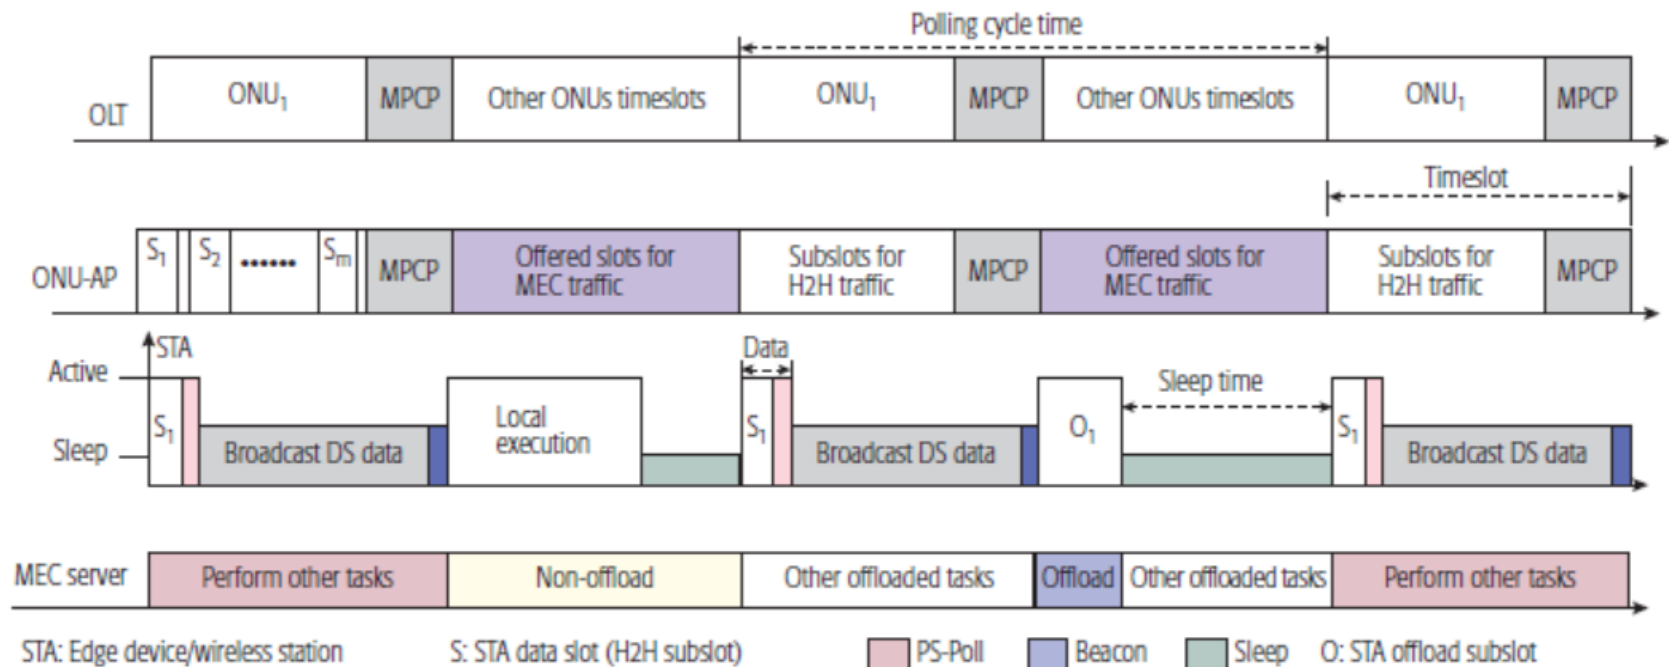 Polling cycle time
OLT
ONU1
MPCP
Other ONUs timeslots
ONU1
MPCP
Other ONUs timeslots
ONU1
MPCP
Timeslot
ONU-AP
S1
S2
......
Sm
MPCP
Offered slots for
MEC traffic
Subslots for
H2H traffic
MPCP
Offered slots for
MEC traffic
Subslots for
H2H traffic
MPCP
STA
Active
Sleep
S1
Broadcast DS data
Local
execution
Data
S1
Broadcast DS data
O1
Sleep time
S1
Broadcast DS data
MEC server
Perform other tasks
Non-offload
Other offloaded tasks
Offload
Other offloaded tasks
Perform other tasks
STA: Edge device/wireless station
S: STA data slot (H2H subslot)
PS-Poll
Beacon
Sleep
O: STA offload subslot